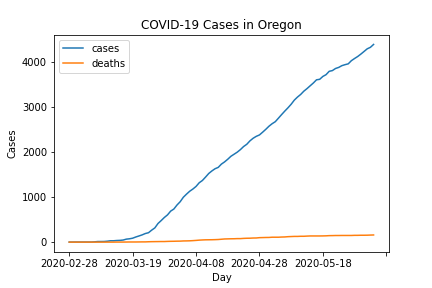 COVID-19 Cases in Oregon
cases
deaths
4000
3000
2000
1000
0
Cases
2020-02-28 2020-03-19 2020-04-08 2020-04-28 2020-05-18
Day